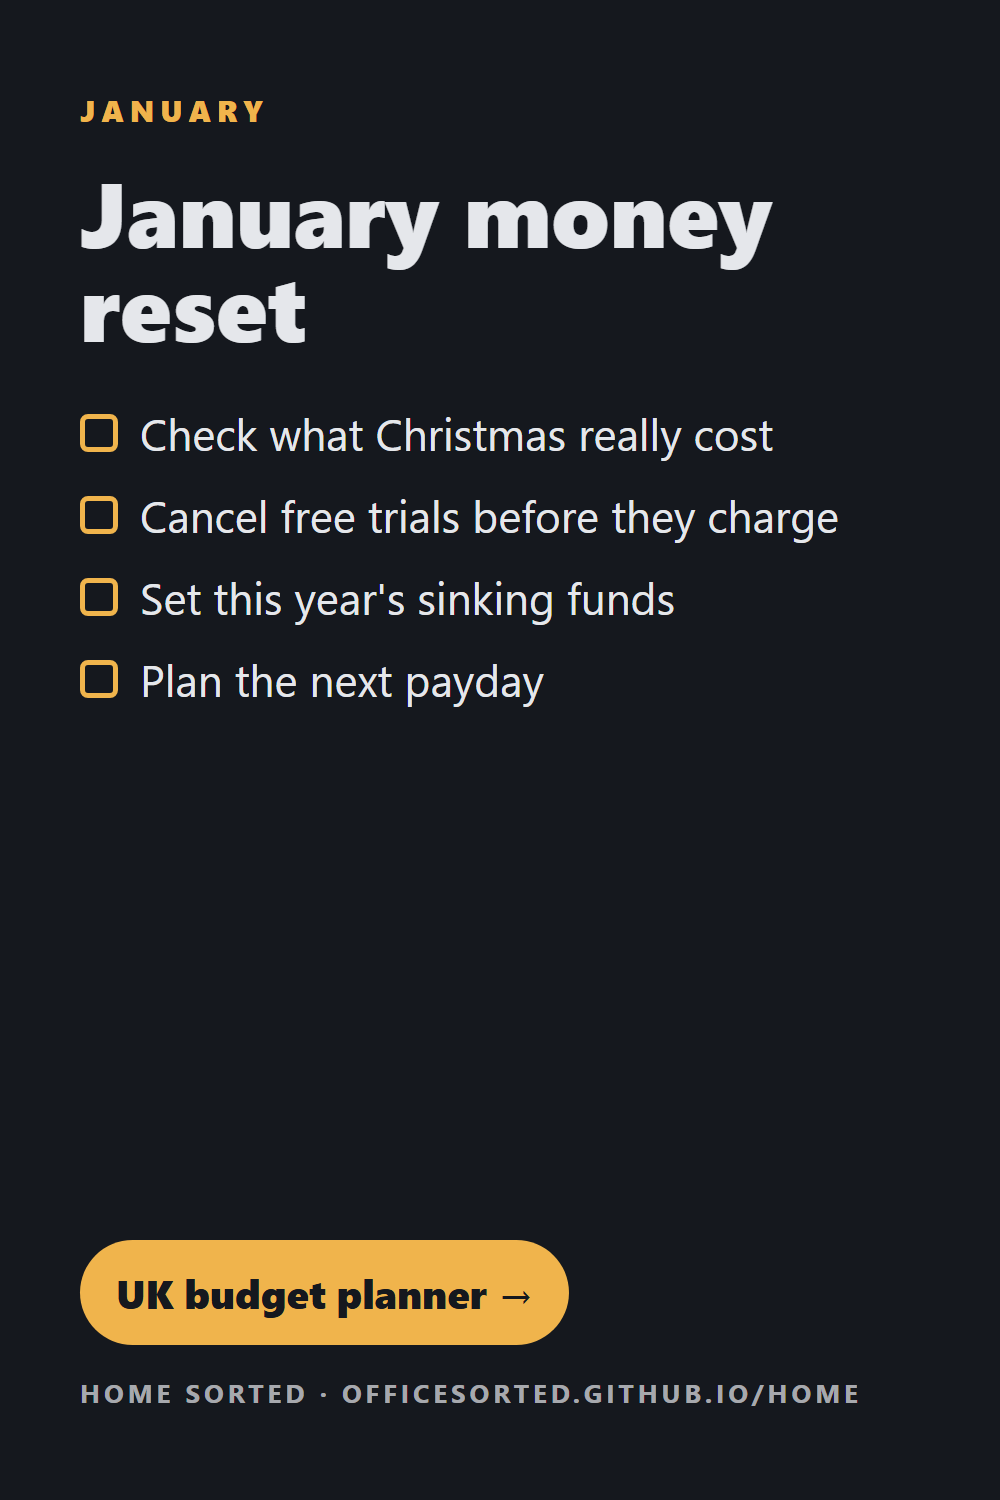 JANUARY
January money
reset
Check what Christmas really cost
Cancel free trials before they charge
Set this year's sinking funds
Plan the next payday
UK budget planner →
HOME SORTED · OFFICESORTED.GITHUB.IO/HOME